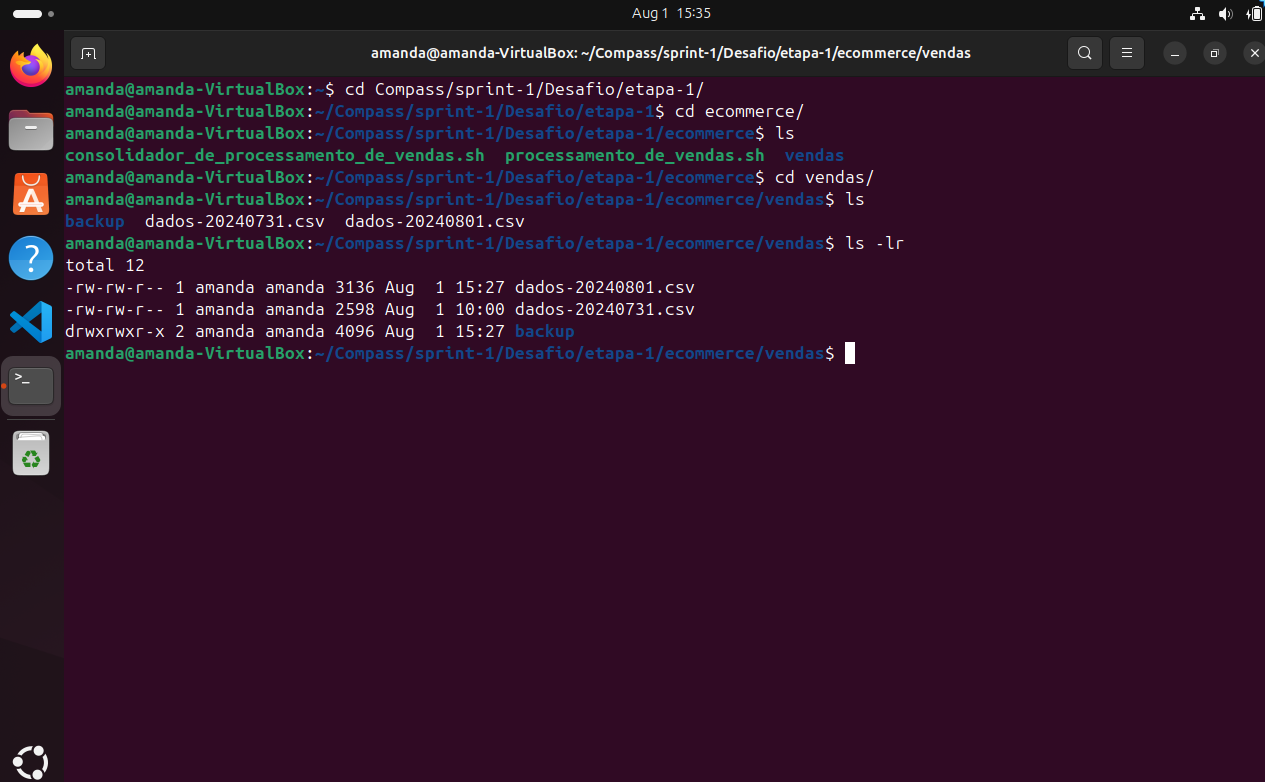 Aug 1 15:35
amanda@amanda-VirtualBox: ~/Compass/sprint-1/Desafio/etapa-1/ecommerce/vendas
amanda@amanda-VirtualBox:~$ cd Compass/sprint-1/Desafio/etapa-1/
amanda@amanda-VirtualBox:~/Compass/sprint-1/Desafio/etapa-1$ cd ecommerce/
amanda@amanda-VirtualBox:~/Compass/sprint-1/Desafio/etapa-1/ecommerce$ ls
consolidador_de_processamento_de_vendas.sh  processamento_de_vendas.sh  vendas
amanda@amanda-VirtualBox:~/Compass/sprint-1/Desafio/etapa-1/ecommerce$ cd vendas/
amanda@amanda-VirtualBox:~/Compass/sprint-1/Desafio/etapa-1/ecommerce/vendas$ ls
backup  dados-20240731.csv  dados-20240801.csv
amanda@amanda-VirtualBox:~/Compass/sprint-1/Desafio/etapa-1/ecommerce/vendas$ ls -lr
total 12
-rw-rw-r-- 1 amanda amanda 3136 Aug  1 15:27 dados-20240801.csv
-rw-rw-r-- 1 amanda amanda 2598 Aug  1 10:00 dados-20240731.csv
drwxrwxr-x 2 amanda amanda 4096 Aug  1 15:27 backup
amanda@amanda-VirtualBox:~/Compass/sprint-1/Desafio/etapa-1/ecommerce/vendas$